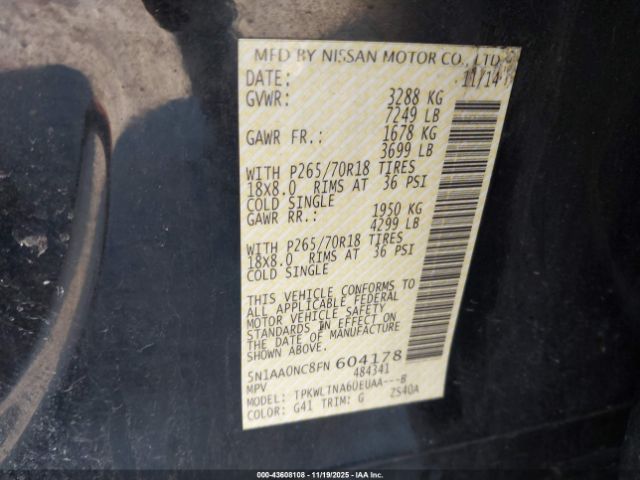 MFD BY NISSAN MOTOR CO., LTD
DATE: 11/14
GVWR: 3288 KG
7249 LB
GAWR FR.: 1678 KG
3699 LB
WITH P265/70R18 TIRES
18X8.0 RIMS AT 36 PSI
COLD SINGLE
GAWR RR.: 1950 KG
4299 LB
WITH P265/70R18 TIRES
18X8.0 RIMS AT 36 PSI
COLD SINGLE
THIS VEHICLE CONFORMS TO
ALL APPLICABLE FEDERAL
MOTOR VEHICLE SAFETY
STANDARDS IN EFFECT ON
THE DATE OF MANUFACTURE
SHOWN ABOVE.
5N1AA0NC8FN 604178
MPV 484341
MODEL: TPKWLTNA60EUAA---B
COLOR: G41 TRIM: G ZS40A
000-43608108 - 11/19/2025 - IAA Inc.